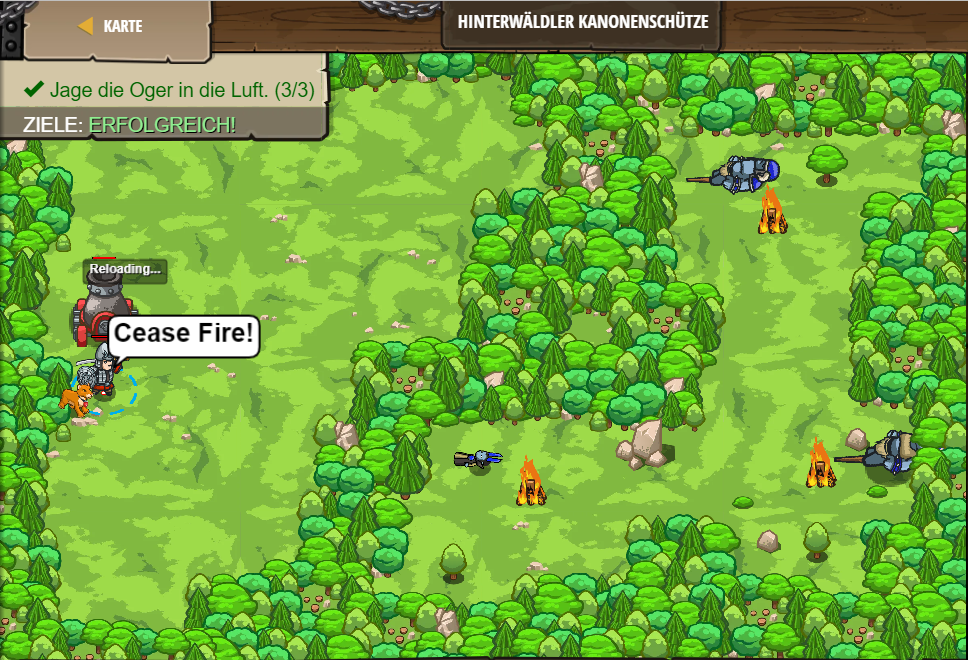 KARTE
HINTERWÄLDLER KANONENSCHÜTZE
Jage die Oger in die Luft. (3/3)
ZIELE: ERFOLGREICH!
Reloading...
Cease Fire!